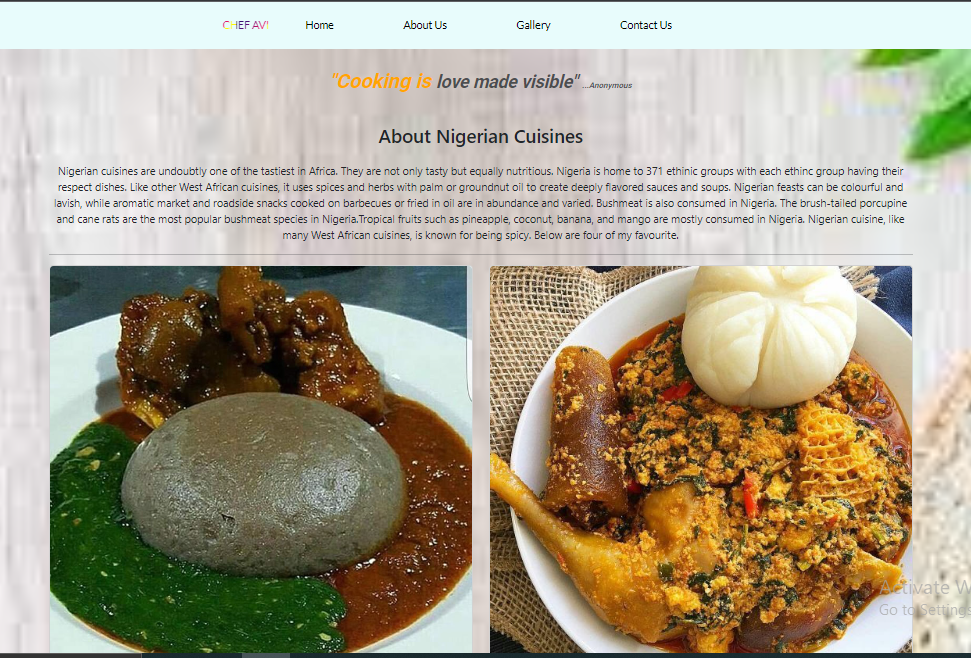 CHEF AV'
Home
About Us
Gallery
Contact Us
"Cooking is love made visible" ...Anonymous
About Nigerian Cuisines
Nigerian cuisines are undoubtly one of the tastiest in Africa. They are not only tasty but equally nutritious. Nigeria is home to 371 ethinic groups with each ethinc group having their
respect dishes. Like other West African cuisines, it uses spices and herbs with palm or groundnut oil to create deeply flavored sauces and soups. Nigerian feasts can be colourful and
lavish, while aromatic market and roadside snacks cooked on barbecues or fried in oil are in abundance and varied. Bushmeat is also consumed in Nigeria. The brush-tailed porcupine
and cane rats are the most popular bushmeat species in Nigeria.Tropical fruits such as pineapple, coconut, banana, and mango are mostly consumed in Nigeria. Nigerian cuisine, like
many West African cuisines, is known for being spicy. Below are four of my favourite.
Activate W
Go to Settings